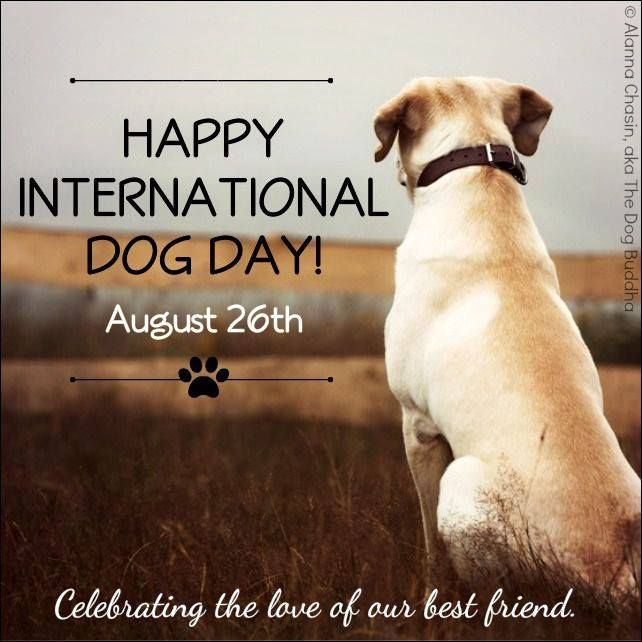 HAPPY
INTERNATIONAL
DOG DAY!
August 26th
Celebrating the love of our best friend.
© Alanna Chasin, aka The Dog Buddha